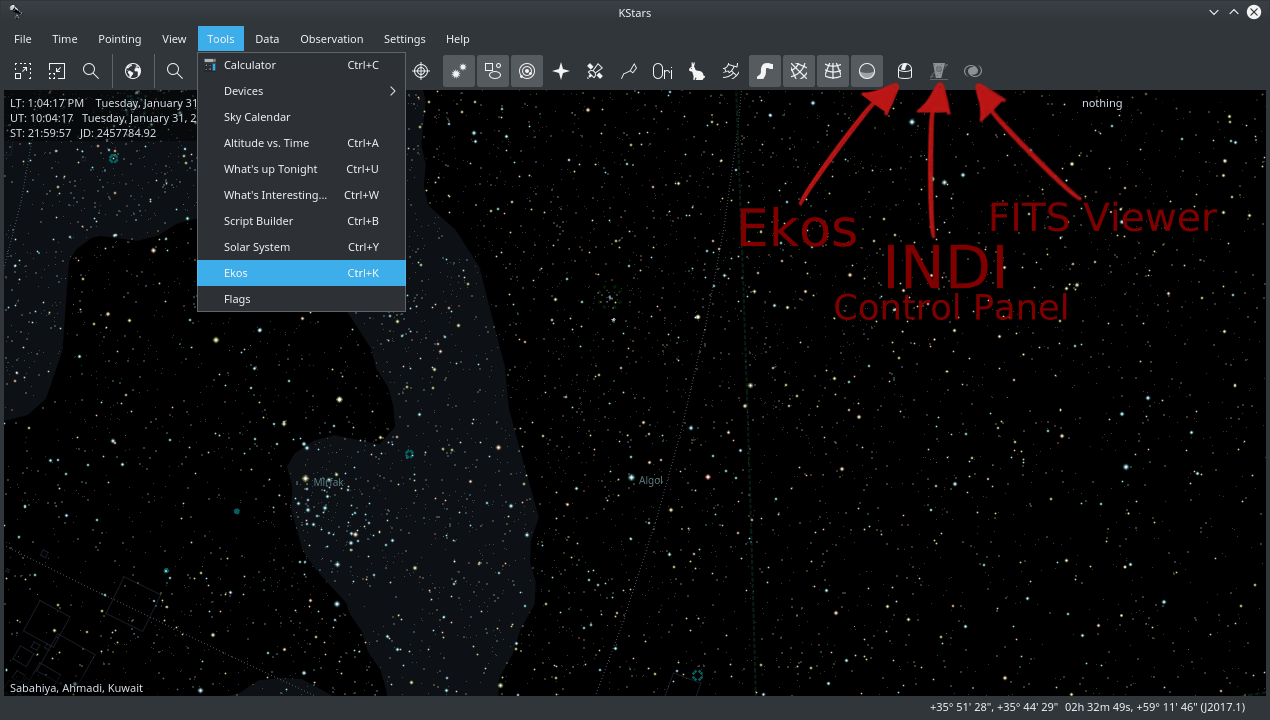 KStars
File Time Pointing View Tools Data Observation Settings Help
Ori
LT: 1:04:17 PM Tuesday, January 31
UT: 10:04:17 Tuesday, January 31, 2
ST: 21:59:57 JD: 2457784.92
Calculator Ctrl+C
Devices
Sky Calendar
Altitude vs. Time Ctrl+A
What's up Tonight Ctrl+U
What's Interesting... Ctrl+W
Script Builder Ctrl+B
Solar System Ctrl+Y
Ekos Ctrl+K
Flags
nothing
Ekos
INDI
Control Panel
FITS Viewer
Mirfak
Algol
Sabahiya, Ahmadi, Kuwait
+35° 51' 28", +35° 44' 29" 02h 32m 49s, +59° 11' 46" (J2017.1)